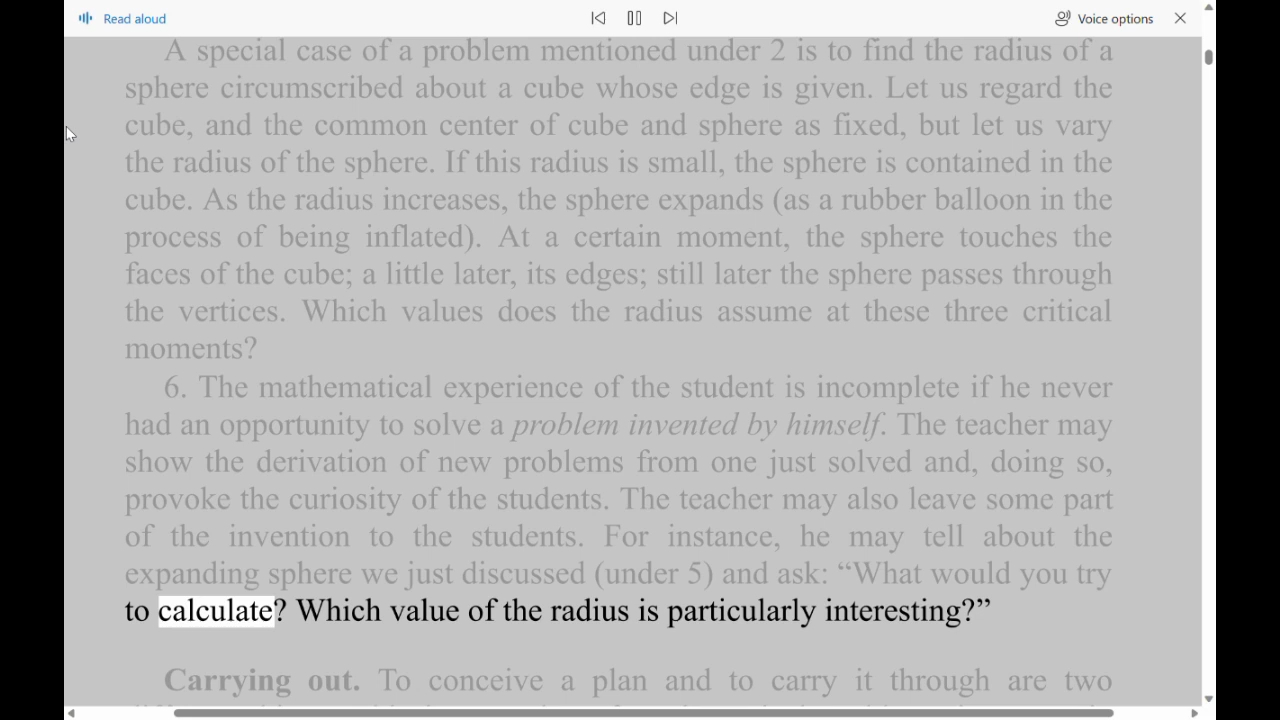 Read aloud
Voice options
A special case of a problem mentioned under 2 is to find the radius of a
sphere circumscribed about a cube whose edge is given. Let us regard the
cube, and the common center of cube and sphere as fixed, but let us vary
the radius of the sphere. If this radius is small, the sphere is contained in the
cube. As the radius increases, the sphere expands (as a rubber balloon in the
process of being inflated). At a certain moment, the sphere touches the
faces of the cube; a little later, its edges; still later the sphere passes through
the vertices. Which values does the radius assume at these three critical
moments?
6. The mathematical experience of the student is incomplete if he never
had an opportunity to solve a problem invented by himself. The teacher may
show the derivation of new problems from one just solved and, doing so,
provoke the curiosity of the students. The teacher may also leave some part
of the invention to the students. For instance, he may tell about the
expanding sphere we just discussed (under 5) and ask: “What would you try
to calculate? Which value of the radius is particularly interesting?”
Carrying out. To conceive a plan and to carry it through are two